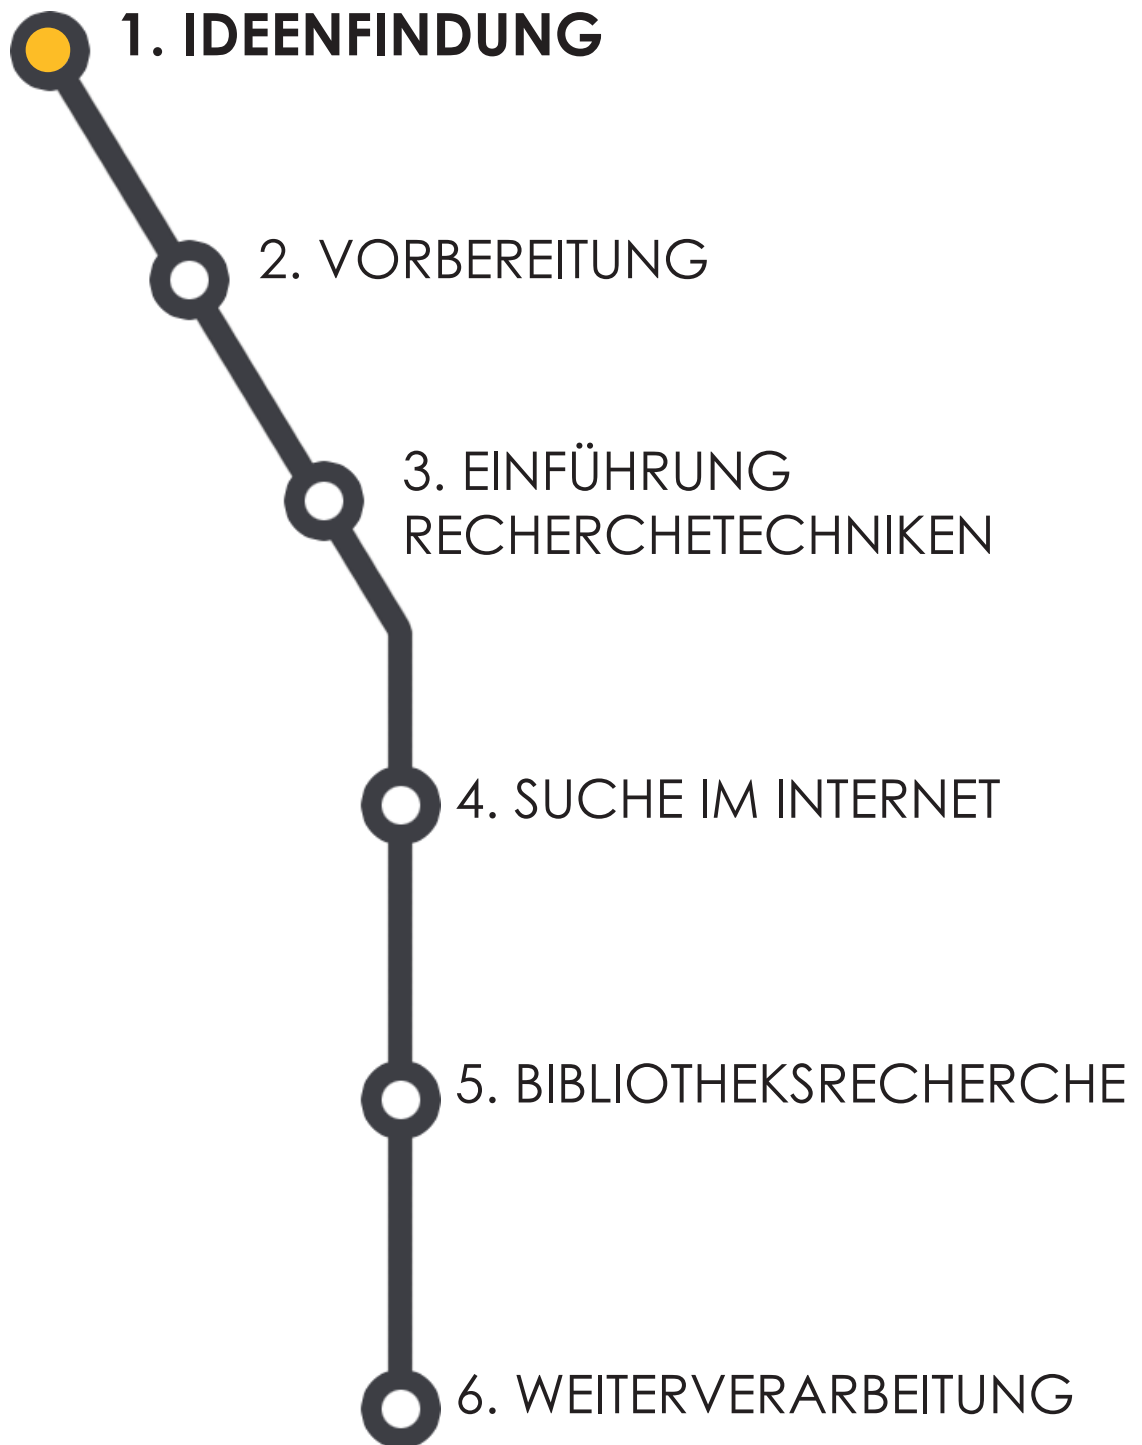 1. IDEENFINDUNG
2. VORBEREITUNG
3. EINFÜHRUNG
RECHERCHETECHNIKEN
4. SUCHE IM INTERNET
5. BIBLIOTHEKSRECHERCHE
6. WEITERVERARBEITUNG